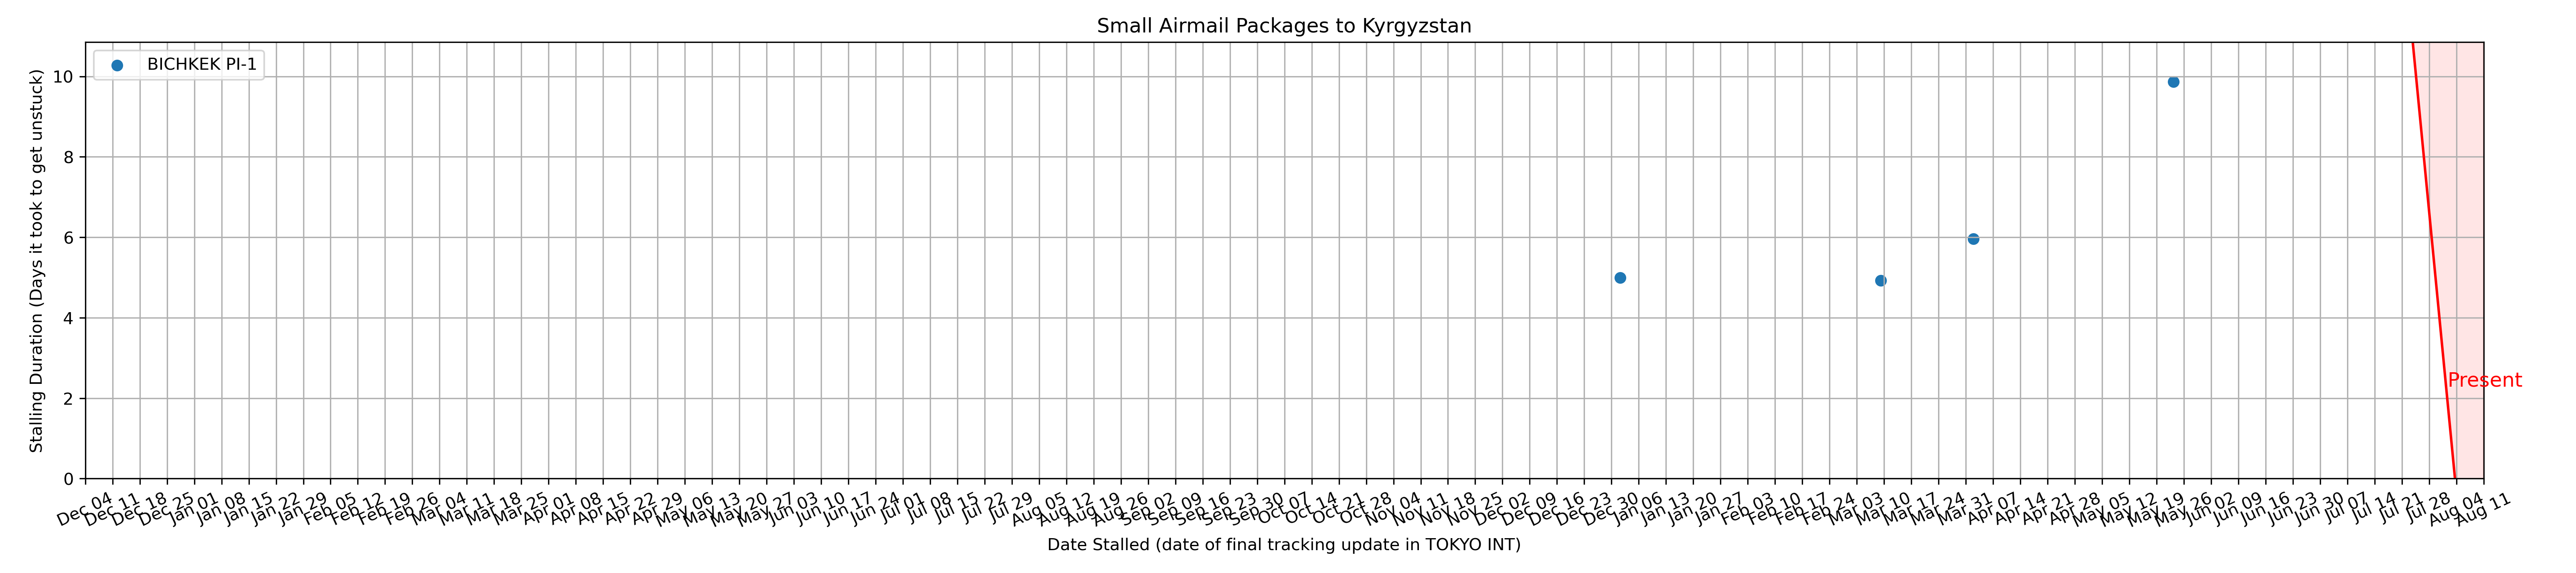 Small Airmail Packages to Kyrgyzstan
BICHKEK PI-1
Stalling Duration (Days it took to get unstuck)
10
8
6
4
2
0
Present
Dec 04 Dec 11 Dec 18 Dec 25 Jan 01 Jan 08 Jan 15 Jan 22 Jan 29 Feb 05 Feb 12 Feb 19 Feb 26 Mar 04 Mar 11 Mar 18 Mar 25 Apr 01 Apr 08 Apr 15 Apr 22 Apr 29 May 06 May 13 May 20 May 27 Jun 03 Jun 10 Jun 17 Jun 24 Jul 01 Jul 08 Jul 15 Jul 22 Jul 29 Aug 05 Aug 12 Aug 19 Aug 26 Sep 02 Sep 09 Sep 16 Sep 23 Sep 30 Oct 07 Oct 14 Oct 21 Oct 28 Nov 04 Nov 11 Nov 18 Nov 25 Dec 02 Dec 09 Dec 16 Dec 23 Dec 30 Jan 06 Jan 13 Jan 20 Jan 27 Feb 03 Feb 10 Feb 17 Feb 24 Mar 03 Mar 10 Mar 17 Mar 24 Mar 31 Apr 07 Apr 14 Apr 21 Apr 28 May 05 May 12 May 19 May 26 Jun 02 Jun 09 Jun 16 Jun 23 Jun 30 Jul 07 Jul 14 Jul 21 Jul 28 Aug 04 Aug 11
Date Stalled (date of final tracking update in TOKYO INT)